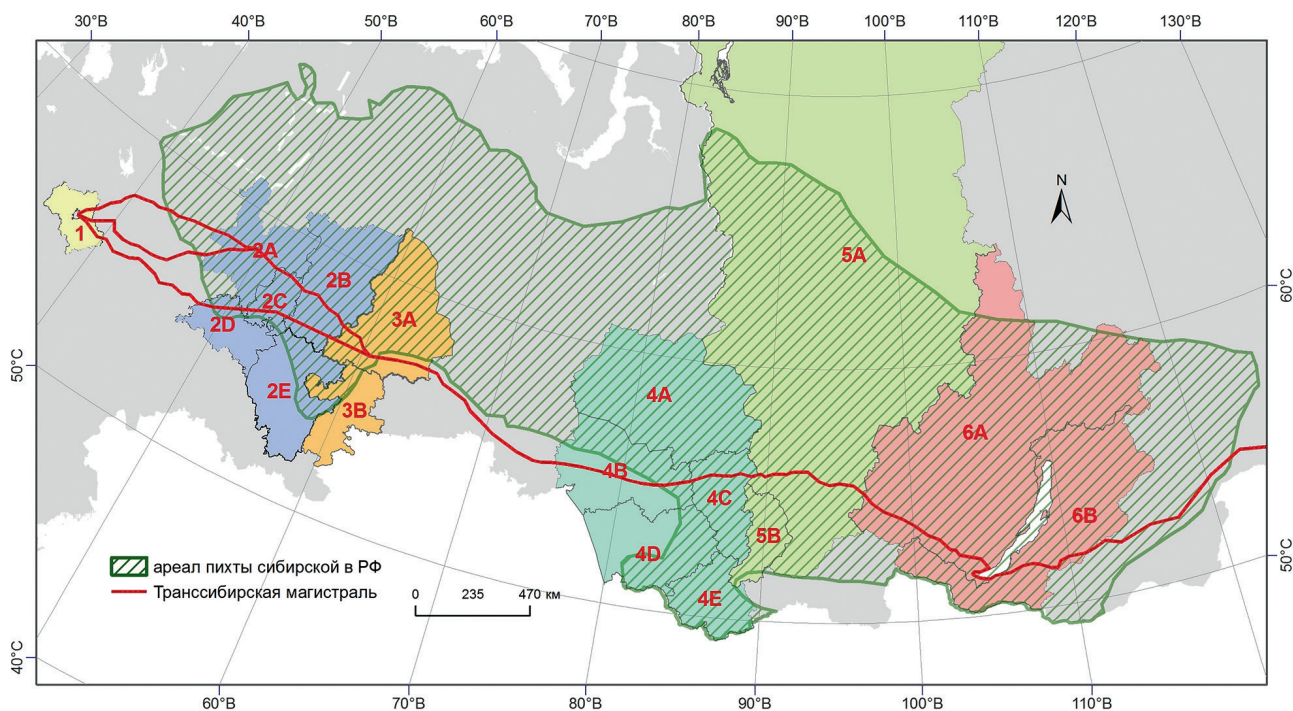 30°В 40°В 50°В 60°В 70°В 80°В 90°В 100°В 110°В 120°В 130°В
N
1
2A
5A
2B
60°С
2C
3A
2D
50°С
2E
4A
3B
6A
4B
4C
6B
5B
4D
50°С
ареал пихты сибирской в РФ
Транссибирская магистраль
0 235 470 км
4E
40°С
60°В 70°В 80°В 90°В 100°В 110°В